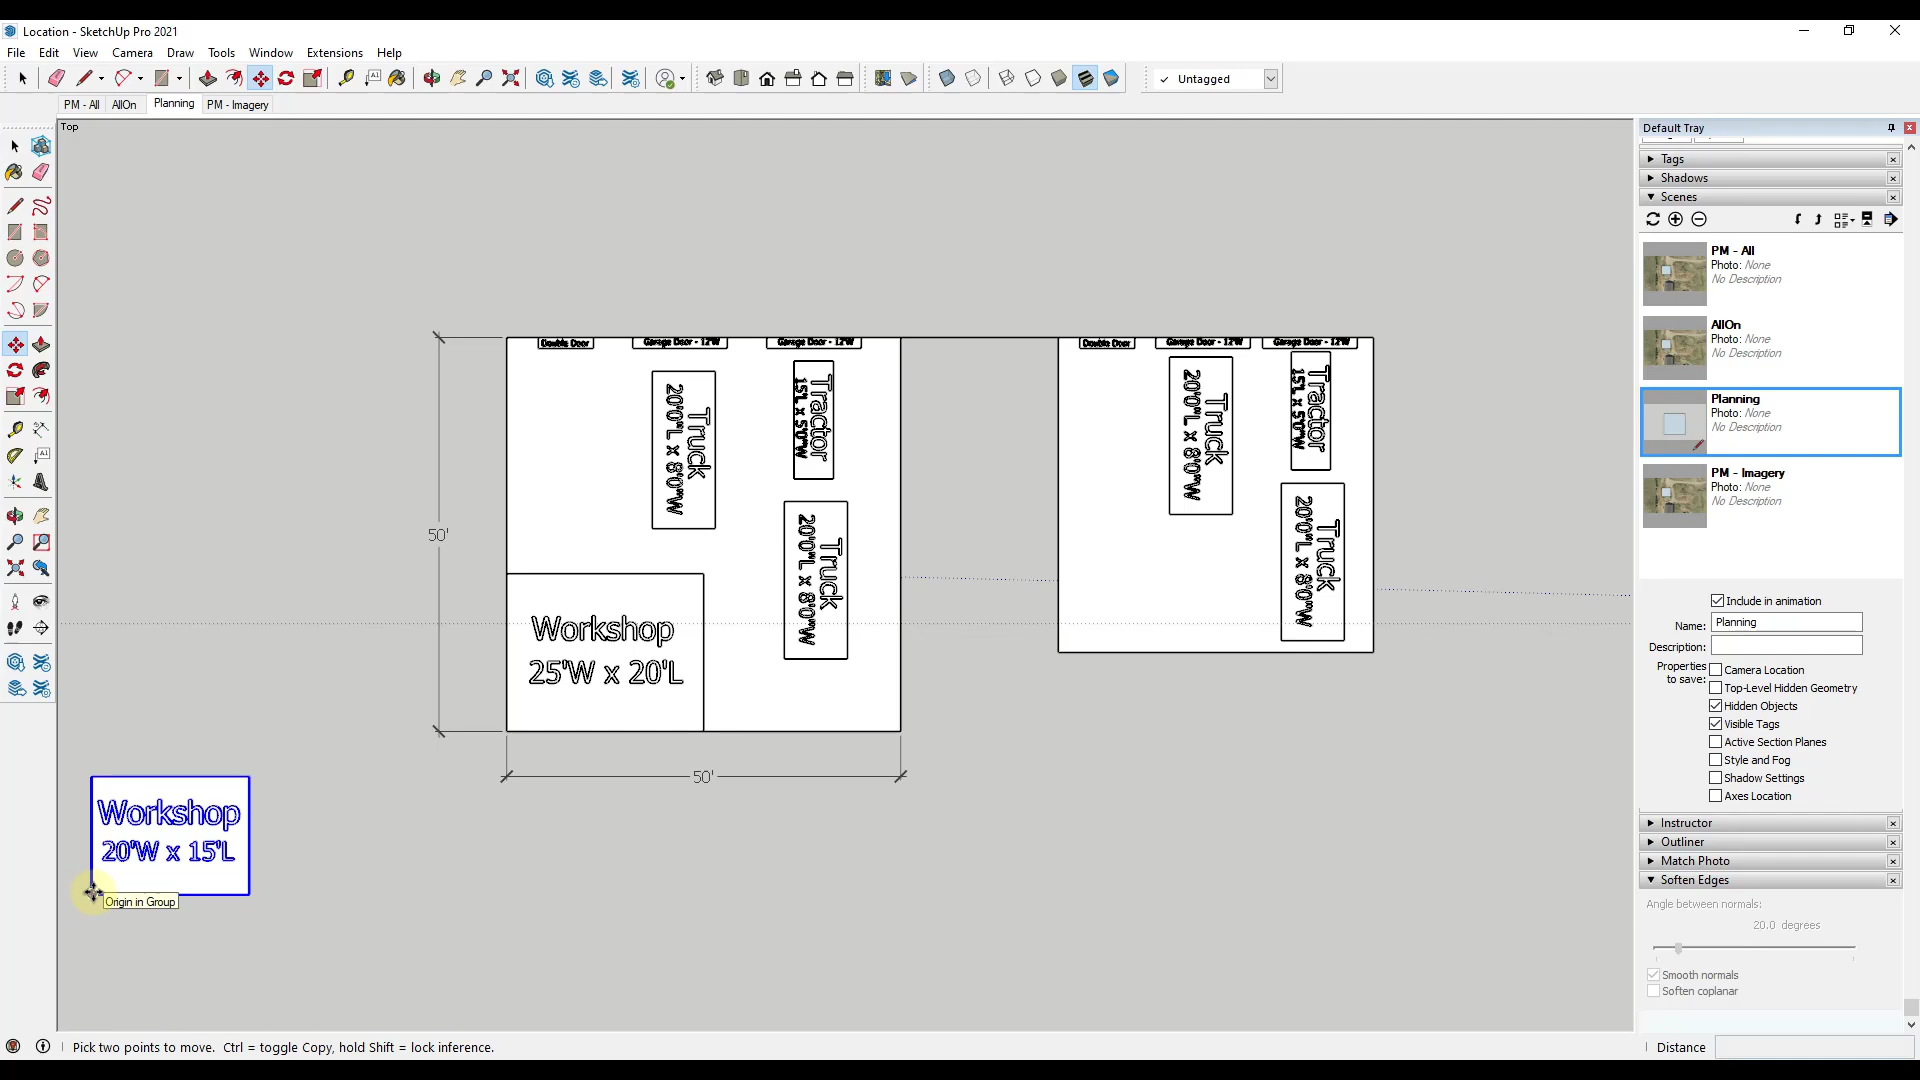 Location - SketchUp Pro 2021
File Edit View Camera Draw Tools Window Extensions Help
A1
Untagged
PM - All AllOn Planning PM - Imagery
Top
Default Tray
Tags
Shadows
Scenes
PM - All
Photo: None
No Description
AllOn
Photo: None
No Description
Planning
Photo: None
No Description
PM - Imagery
Photo: None
No Description
Include in animation
Name: Planning
Description:
Properties to save:
Camera Location
Top-Level Hidden Geometry
Hidden Objects
Visible Tags
Active Section Planes
Style and Fog
Shadow Settings
Axes Location
Instructor
Outliner
Match Photo
Soften Edges
Angle between normals:
20.0 degrees
Smooth normals
Soften coplanar
A1
Double Door
Garage Door - 12'W
Garage Door - 12'W
Truck
20'0"L x 8'0"W
Tractor
15'L x 5'0"W
Truck
20'0"L x 8'0"W
Workshop
25'W x 20'L
50'
50'
Double Door
Garage Door - 12'W
Garage Door - 12'W
Truck
20'0"L x 8'0"W
Tractor
15'L x 5'0"W
Truck
20'0"L x 8'0"W
Workshop
20'W x 15'L
Origin in Group
Pick two points to move. Ctrl = toggle Copy, hold Shift = lock inference.
Distance